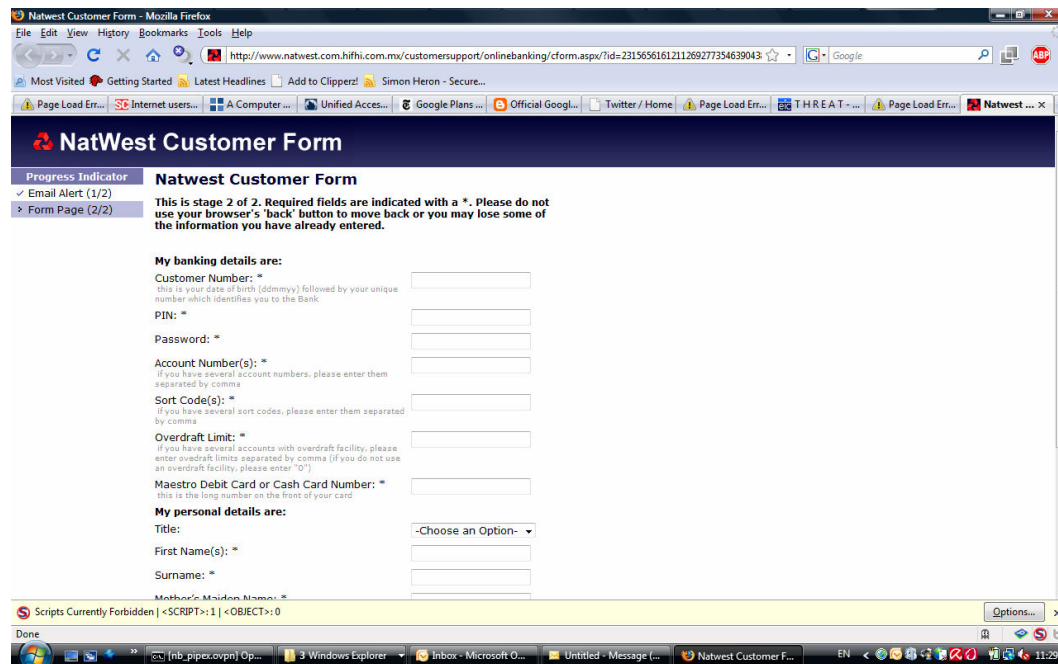 Natwest Customer Form - Mozilla Firefox
File Edit View History Bookmarks Tools Help
http://www.natwest.com.hifhi.com.mx/customersupport/onlinebanking/cform.aspx/?id=
Google
ABP
Most Visited Getting Started Latest Headlines Add to Clipperz! Simon Heron - Secure...
Page Load Err... Internet users... A Computer ... Unified Acces... Google Plans ... Official Googl... Twitter / Home Page Load Err... T H R E A T - ... Page Load Err... Natwest ...
NatWest Customer Form
Progress Indicator
Email Alert (1/2)
Form Page (2/2)
Natwest Customer Form
This is stage 2 of 2. Required fields are indicated with a *. Please do not
use your browser's 'back' button to move back or you may lose some of
the information you have already entered.
My banking details are:
Customer Number: *
this is your date of birth (ddmmyy) followed by your unique
number which identifies you to the Bank
PIN: *
Password: *
Account Number(s): *
if you have several account numbers, please enter them
separated by comma
Sort Code(s): *
if you have several sort codes, please enter them separated
by comma
Overdraft Limit: *
if you have several accounts with overdraft facility, please
enter ovedraft limits separated by comma (if you do not use
an overdraft facility, please enter "0")
Maestro Debit Card or Cash Card Number: *
this is the long number on the front of your card
My personal details are:
Title:
-Choose an Option-
First Name(s): *
Surname: *
Mother's Maiden Name: *
Scripts Currently Forbidden | <SCRIPT>: 1 | <OBJECT>: 0
Options...
Done
[nb_pipex.ovpn] Op... 3 Windows Explorer Inbox - Microsoft O... Untitled - Message (... Natwest Customer F... EN